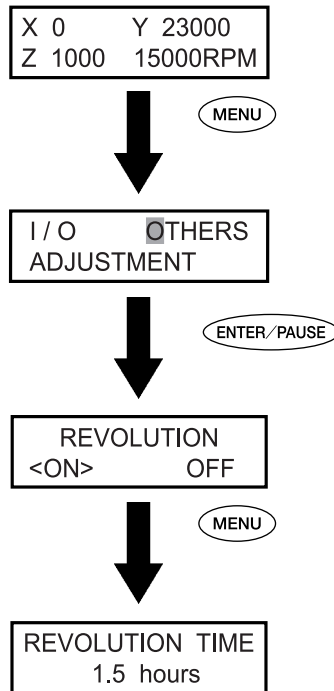 X 0 Y 23000
Z 1000 15000RPM
MENU
I / O OTHERS
ADJUSTMENT
ENTER/PAUSE
REVOLUTION
<ON> OFF
MENU
REVOLUTION TIME
1.5 hours